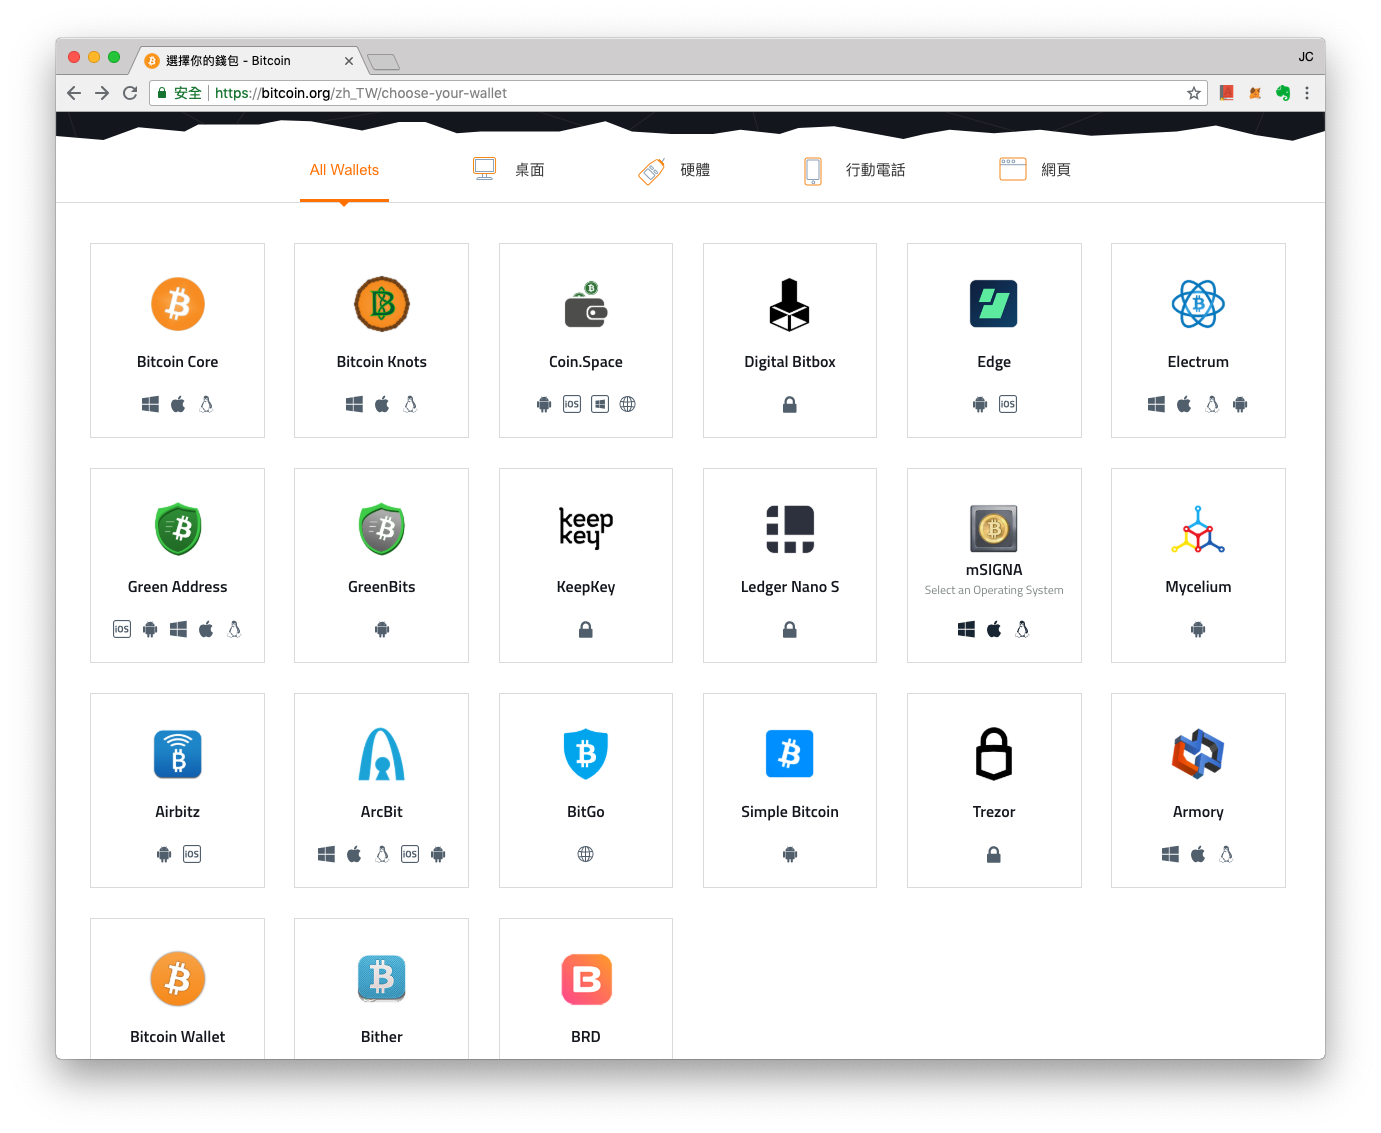 選擇你的錢包 - Bitcoin
JC
安全 https://bitcoin.org/zh_TW/choose-your-wallet
All Wallets 桌面 硬體 行動電話 網頁
Bitcoin Core Bitcoin Knots Coin.Space Digital Bitbox Edge Electrum
iOS iOS
keep
key
Green Address GreenBits KeepKey Ledger Nano S mSIGNA Mycelium
Select an Operating System
iOS
Airbitz ArcBit BitGo Simple Bitcoin Trezor Armory
iOS iOS
Bitcoin Wallet Bither BRD